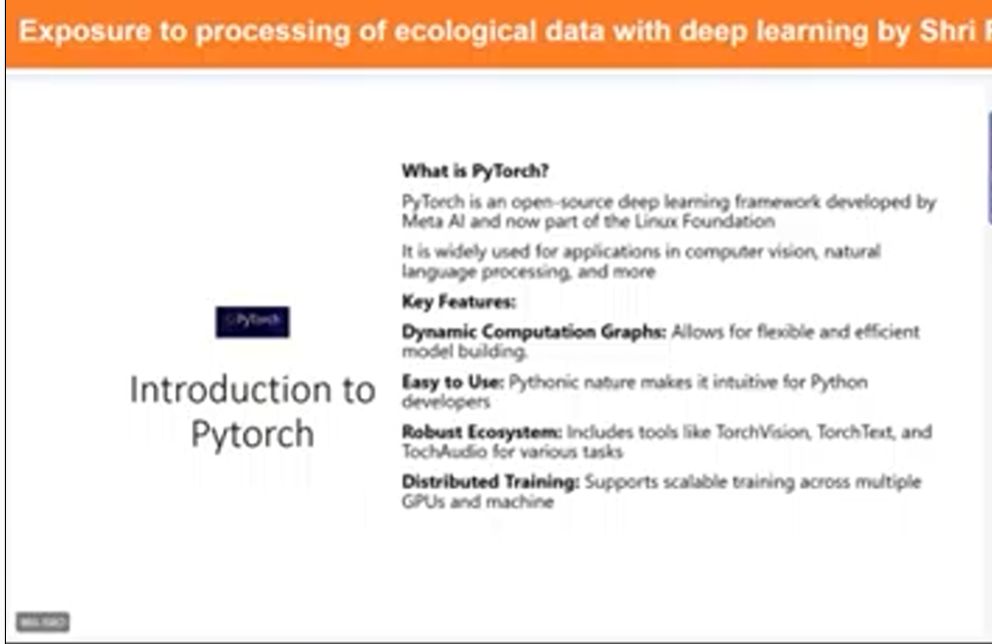 Exposure to processing of ecological data with deep learning by Shri
What is PyTorch?
PyTorch is an open-source deep learning framework developed by
Meta AI and now part of the Linux Foundation
It is widely used for applications in computer vision, natural
language processing, and more
Key Features:
Dynamic Computation Graphs: Allows for flexible and efficient
model building.
Easy to Use: Pythonic nature makes it intuitive for Python
developers
Robust Ecosystem: Includes tools like TorchVision, TorchText, and
TochAudio for various tasks
Distributed Training: Supports scalable training across multiple
GPUs and machine
PyTorch
Introduction to
Pytorch